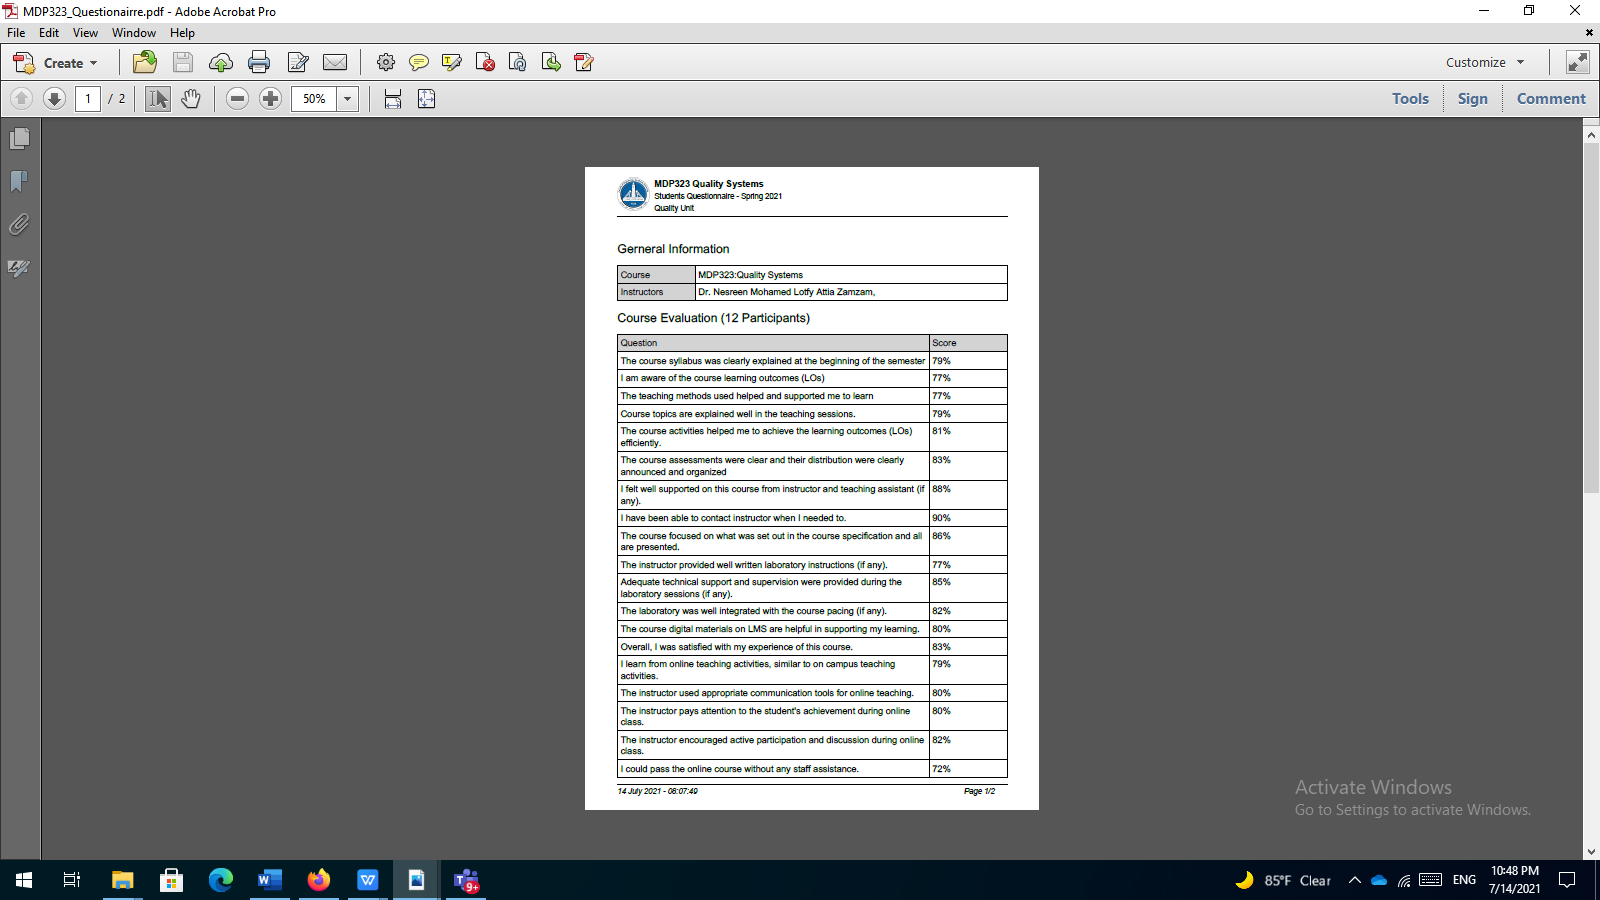 MDP323_Questionairre.pdf - Adobe Acrobat Pro
File Edit View Window Help
Create Customize
1 / 2 50% Tools Sign Comment
MDP323 Quality Systems
Students Questionnaire - Spring 2021
Quality Unit
Gerneral Information
Course MDP323:Quality Systems
Instructors Dr. Nesreen Mohamed Lotfy Attia Zamzam,
Course Evaluation (12 Participants)
Question Score
The course syllabus was clearly explained at the beginning of the semester 79%
I am aware of the course learning outcomes (LOs) 77%
The teaching methods used helped and supported me to learn 77%
Course topics are explained well in the teaching sessions. 79%
The course activities helped me to achieve the learning outcomes (LOs) 81%
efficiently.
The course assessments were clear and their distribution were clearly 83%
announced and organized
I felt well supported on this course from instructor and teaching assistant (if 88%
any).
I have been able to contact instructor when I needed to. 90%
The course focused on what was set out in the course specification and all 86%
are presented.
The instructor provided well written laboratory instructions (if any). 77%
Adequate technical support and supervision were provided during the 85%
laboratory sessions (if any).
The laboratory was well integrated with the course pacing (if any). 82%
The course digital materials on LMS are helpful in supporting my learning. 80%
Overall, I was satisfied with my experience of this course. 83%
I learn from online teaching activities, similar to on campus teaching 79%
activities.
The instructor used appropriate communication tools for online teaching. 80%
The instructor pays attention to the student's achievement during online 80%
class.
The instructor encouraged active participation and discussion during online 82%
class.
I could pass the online course without any staff assistance. 72%
14 July 2021 - 08:07:49 Page 1/2
Activate Windows
Go to Settings to activate Windows.
9+ 85°F Clear ENG 10:48 PM
7/14/2021